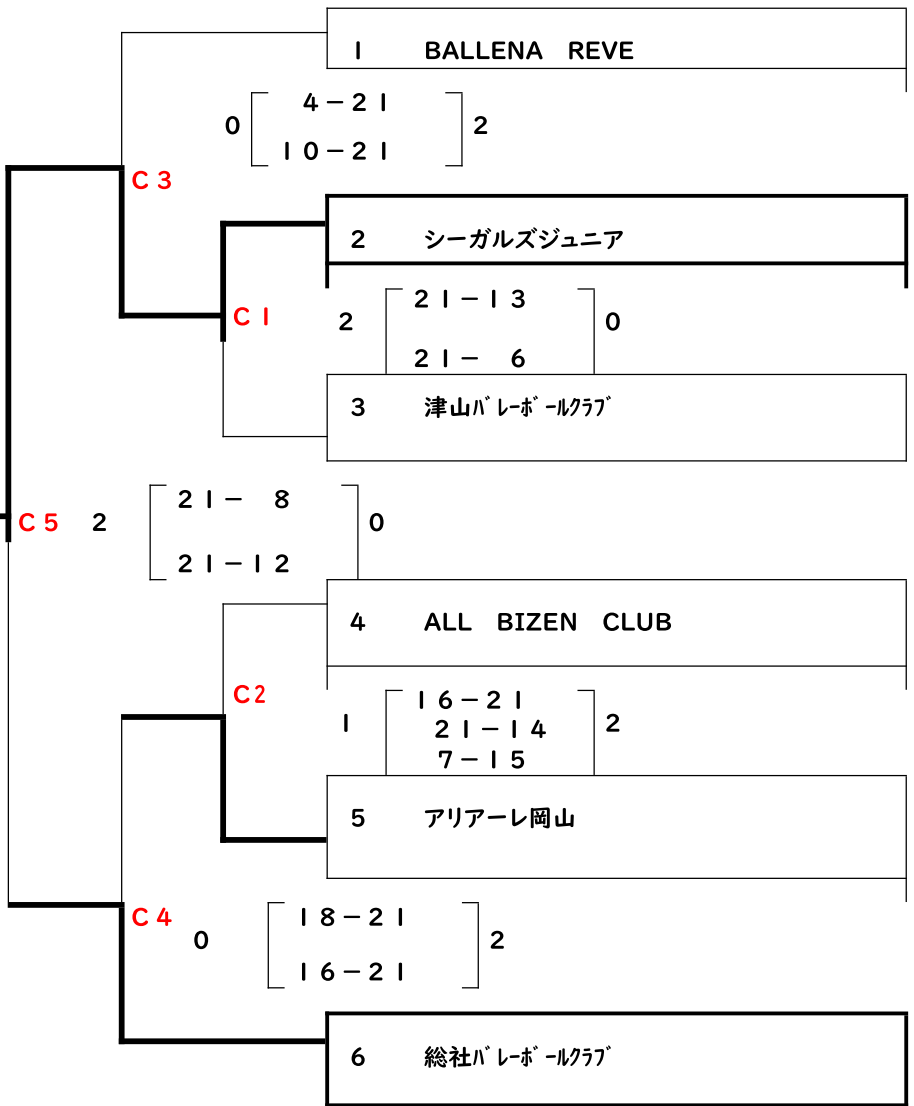 1 BALLENA REVE
4-21
0 2
10-21
C3
2 シーガルズジュニア
21-13
C1 2 0
21- 6
3 津山ﾊﾞﾚｰﾎﾞｰﾙｸﾗﾌﾞ
21- 8
C5 2 0
21-12
4 ALL BIZEN CLUB
C2
16-21
1 21-14 2
7-15
5 アリアーレ岡山
C4 18-21
0 2
16-21
6 総社ﾊﾞﾚｰﾎﾞｰﾙｸﾗﾌﾞ